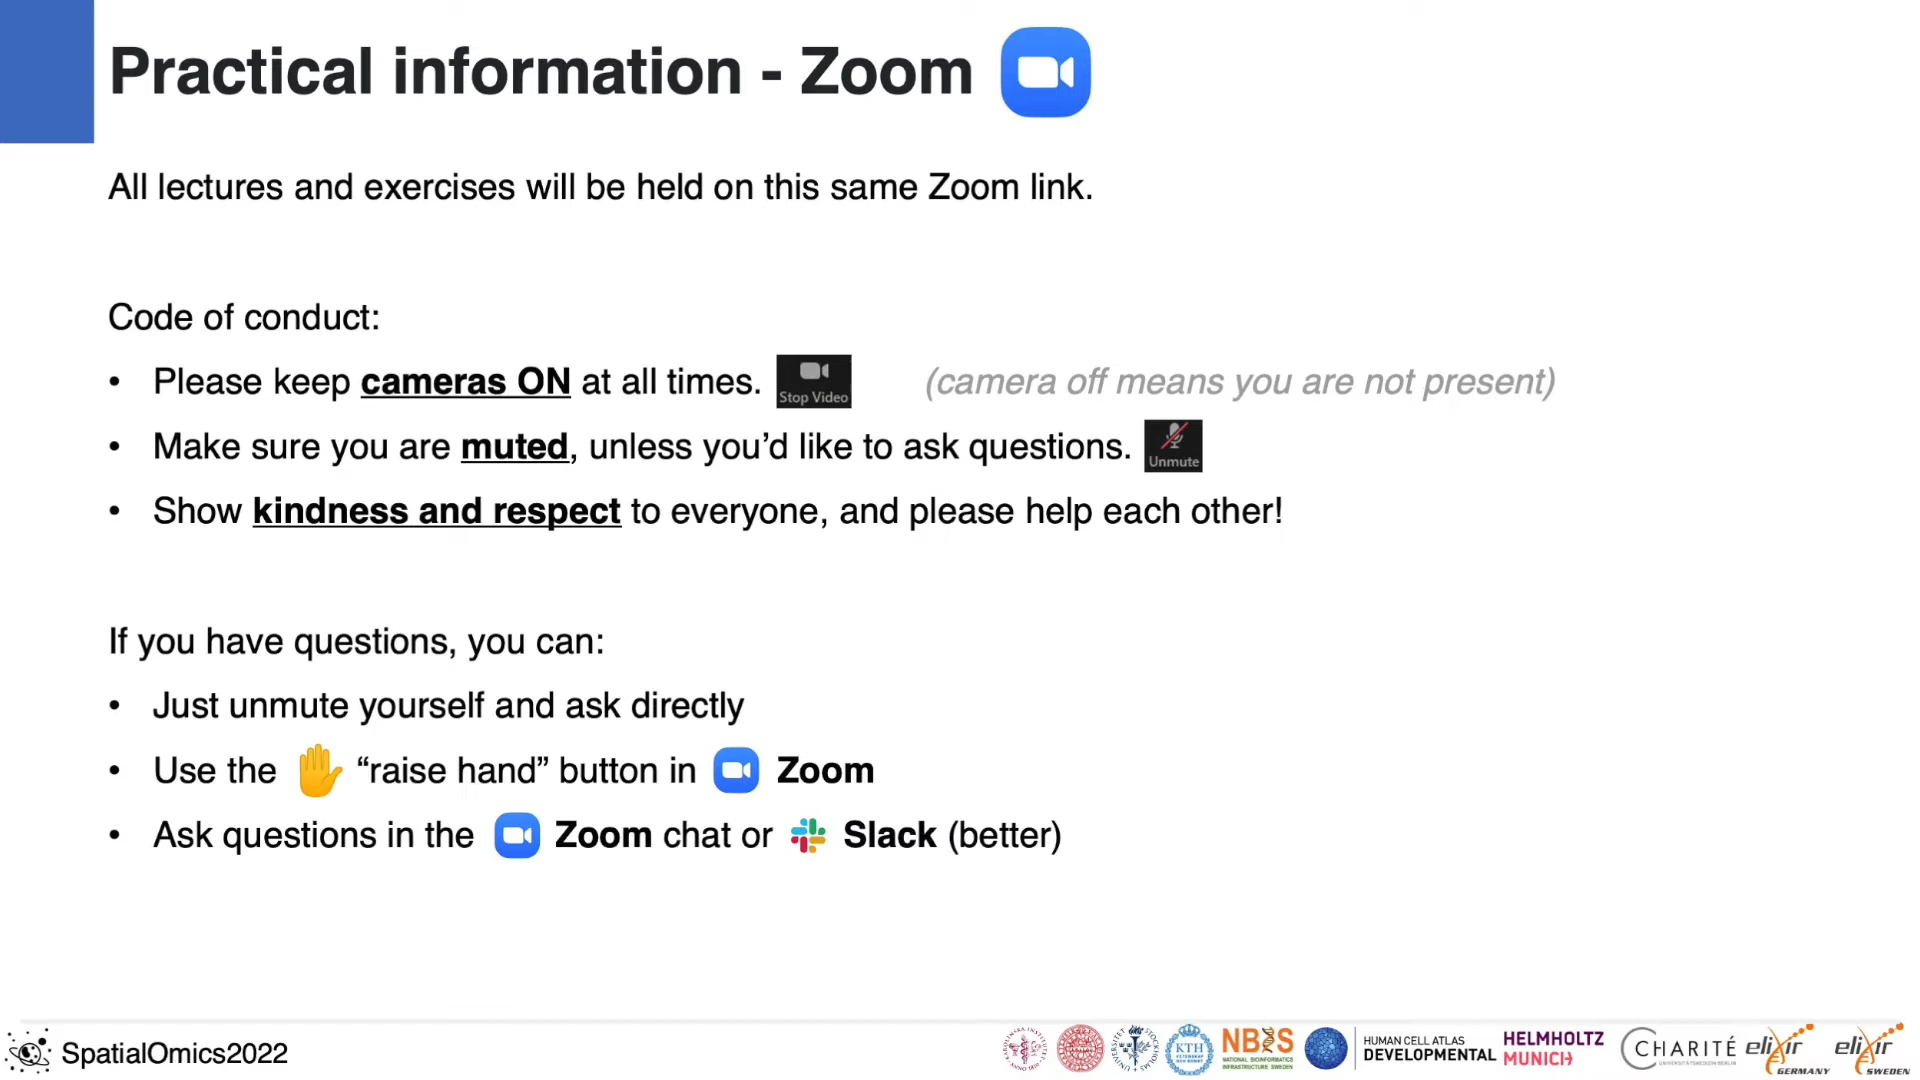 Practical information - Zoom
All lectures and exercises will be held on this same Zoom link.
Code of conduct:
• Please keep cameras ON at all times. Stop Video (camera off means you are not present)
• Make sure you are muted, unless you’d like to ask questions. Unmute
• Show kindness and respect to everyone, and please help each other!
If you have questions, you can:
• Just unmute yourself and ask directly
• Use the “raise hand” button in Zoom
• Ask questions in the Zoom chat or Slack (better)
SpatialOmics2022
KTH
NBIS
NATIONAL BIOINFORMATICS
INFRASTRUCTURE SWEDEN
HUMAN CELL ATLAS
DEVELOPMENTAL
HELMHOLTZ
MUNICH
CHARITÉ
UNIVERSITÄTSMEDIZIN BERLIN
elixir
GERMANY
elixir
SWEDEN